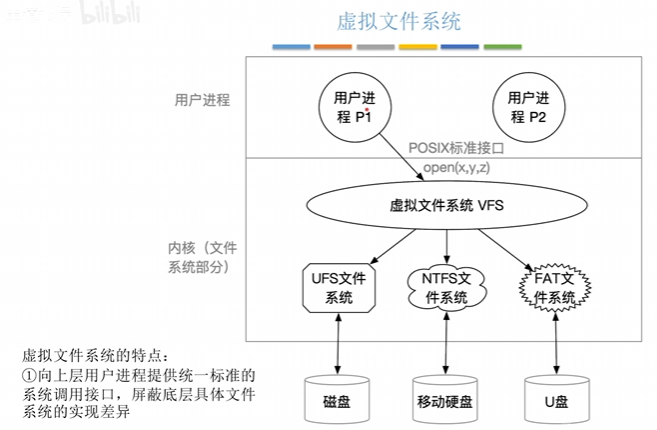 bilibili
虚拟文件系统
用户进程
用户进
程 P1
用户进
程 P2
POSIX标准接口
open(x,y,z)
虚拟文件系统 VFS
内核（文件
系统部分）
UFS文件
系统
NTFS文
件系统
FAT文
件系统
虚拟文件系统的特点：
①向上层用户进程提供统一标准的
系统调用接口，屏蔽底层具体文件
系统的实现差异
磁盘
移动硬盘
U盘